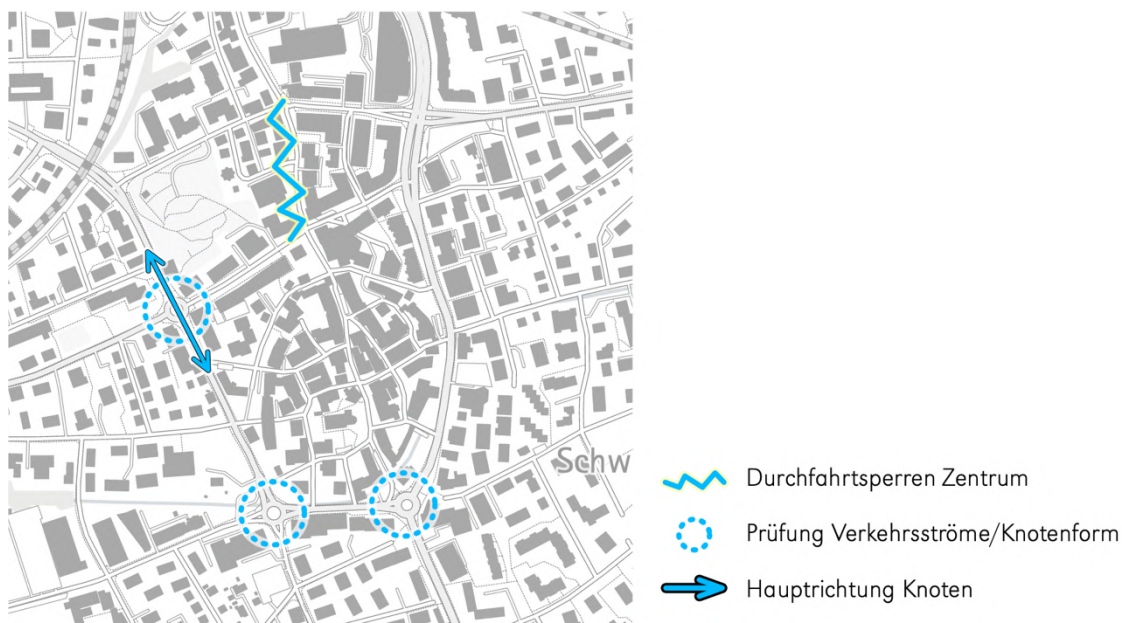 Schw
Durchfahrtsperren Zentrum
Prüfung Verkehrsströme/Knotenform
Hauptrichtung Knoten